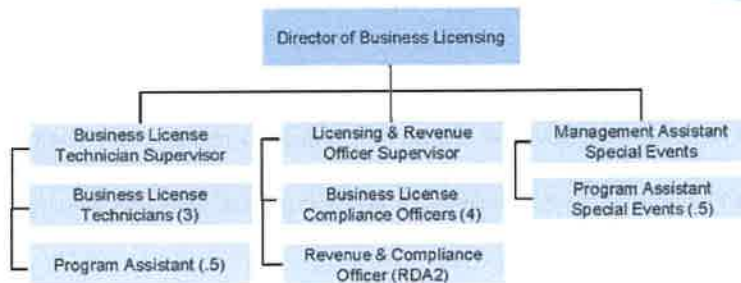 Director of Business Licensing
Business License
Technician Supervisor
Licensing & Revenue
Officer Supervisor
Management Assistant
Special Events
Business License
Technicians (3)
Business License
Compliance Officers (4)
Program Assistant
Special Events (.5)
Program Assistant (.5)
Revenue & Compliance
Officer (RDA2)